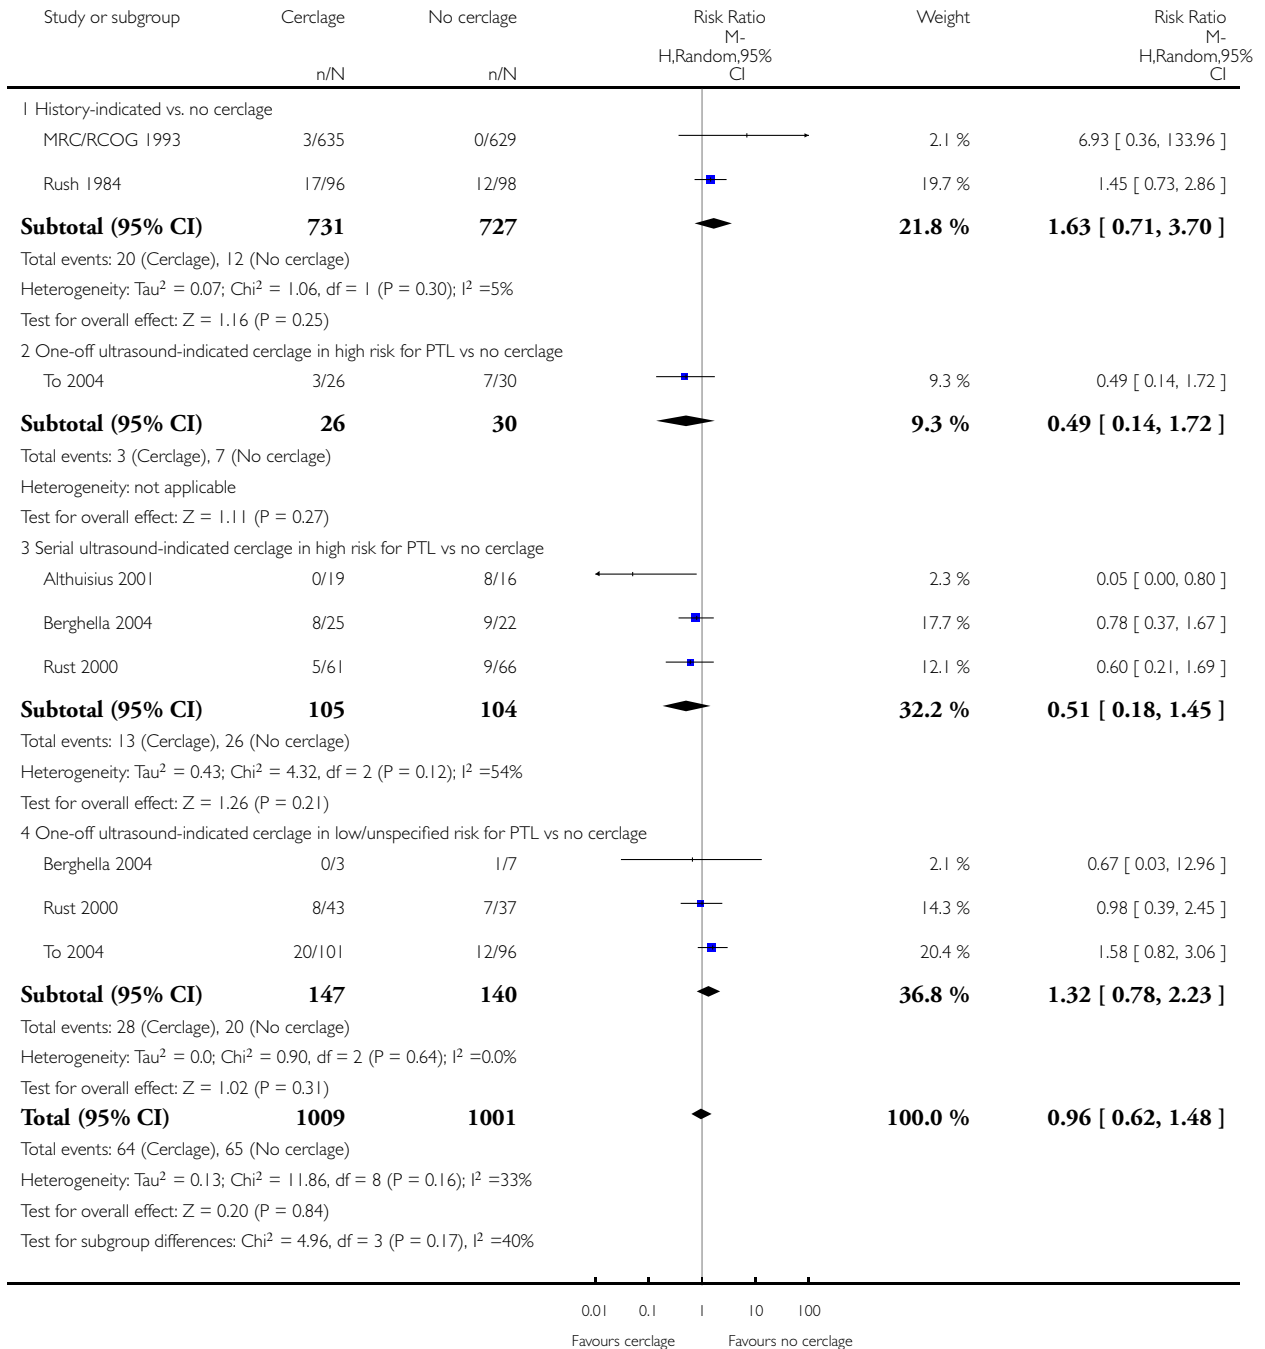 Study or subgroup Cerclage No cerclage Risk Ratio Weight Risk Ratio
M- M-
H,Random,95% H,Random,95%
n/N n/N CI CI
1 History-indicated vs. no cerclage
MRC/RCOG 1993 3/635 0/629 2.1 % 6.93 [ 0.36, 133.96 ]
Rush 1984 17/96 12/98 19.7 % 1.45 [ 0.73, 2.86 ]
Subtotal (95% CI) 731 727 21.8 % 1.63 [ 0.71, 3.70 ]
Total events: 20 (Cerclage), 12 (No cerclage)
Heterogeneity: Tau² = 0.07; Chi² = 1.06, df = 1 (P = 0.30); I² =5%
Test for overall effect: Z = 1.16 (P = 0.25)
2 One-off ultrasound-indicated cerclage in high risk for PTL vs no cerclage
To 2004 3/26 7/30 9.3 % 0.49 [ 0.14, 1.72 ]
Subtotal (95% CI) 26 30 9.3 % 0.49 [ 0.14, 1.72 ]
Total events: 3 (Cerclage), 7 (No cerclage)
Heterogeneity: not applicable
Test for overall effect: Z = 1.11 (P = 0.27)
3 Serial ultrasound-indicated cerclage in high risk for PTL vs no cerclage
Althuisius 2001 0/19 8/16 2.3 % 0.05 [ 0.00, 0.80 ]
Berghella 2004 8/25 9/22 17.7 % 0.78 [ 0.37, 1.67 ]
Rust 2000 5/61 9/66 12.1 % 0.60 [ 0.21, 1.69 ]
Subtotal (95% CI) 105 104 32.2 % 0.51 [ 0.18, 1.45 ]
Total events: 13 (Cerclage), 26 (No cerclage)
Heterogeneity: Tau² = 0.43; Chi² = 4.32, df = 2 (P = 0.12); I² =54%
Test for overall effect: Z = 1.26 (P = 0.21)
4 One-off ultrasound-indicated cerclage in low/unspecified risk for PTL vs no cerclage
Berghella 2004 0/3 1/7 2.1 % 0.67 [ 0.03, 12.96 ]
Rust 2000 8/43 7/37 14.3 % 0.98 [ 0.39, 2.45 ]
To 2004 20/101 12/96 20.4 % 1.58 [ 0.82, 3.06 ]
Subtotal (95% CI) 147 140 36.8 % 1.32 [ 0.78, 2.23 ]
Total events: 28 (Cerclage), 20 (No cerclage)
Heterogeneity: Tau² = 0.0; Chi² = 0.90, df = 2 (P = 0.64); I² =0.0%
Test for overall effect: Z = 1.02 (P = 0.31)
Total (95% CI) 1009 1001 100.0 % 0.96 [ 0.62, 1.48 ]
Total events: 64 (Cerclage), 65 (No cerclage)
Heterogeneity: Tau² = 0.13; Chi² = 11.86, df = 8 (P = 0.16); I² =33%
Test for overall effect: Z = 0.20 (P = 0.84)
Test for subgroup differences: Chi² = 4.96, df = 3 (P = 0.17), I² =40%
0.01 0.1 1 10 100
Favours cerclage Favours no cerclage